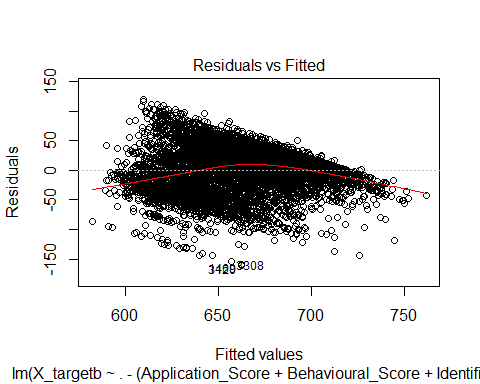 Residuals vs Fitted
Residuals
150
50
0
-50
-150
3308
600
650
700
750
Fitted values
lm(X_targetb ~ . - (Application_Score + Behavioural_Score + Identifi